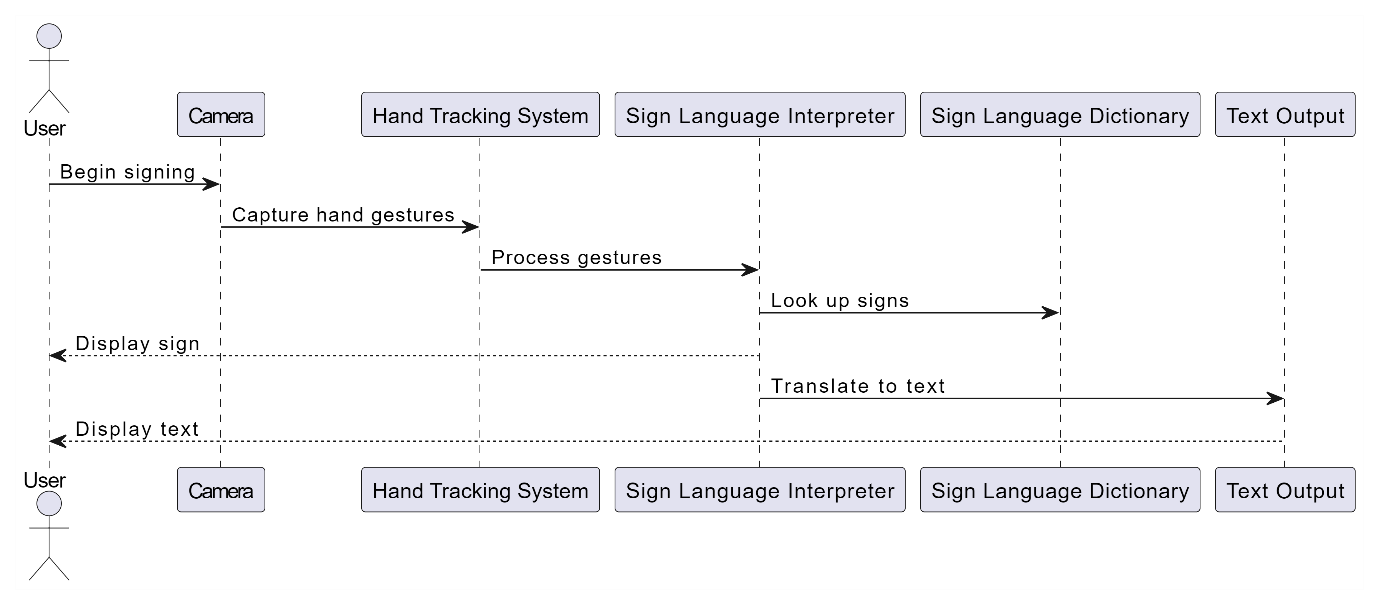 User
Camera
Hand Tracking System
Sign Language Interpreter
Sign Language Dictionary
Text Output
Begin signing
Capture hand gestures
Process gestures
Look up signs
Display sign
Translate to text
Display text
User
Camera
Hand Tracking System
Sign Language Interpreter
Sign Language Dictionary
Text Output